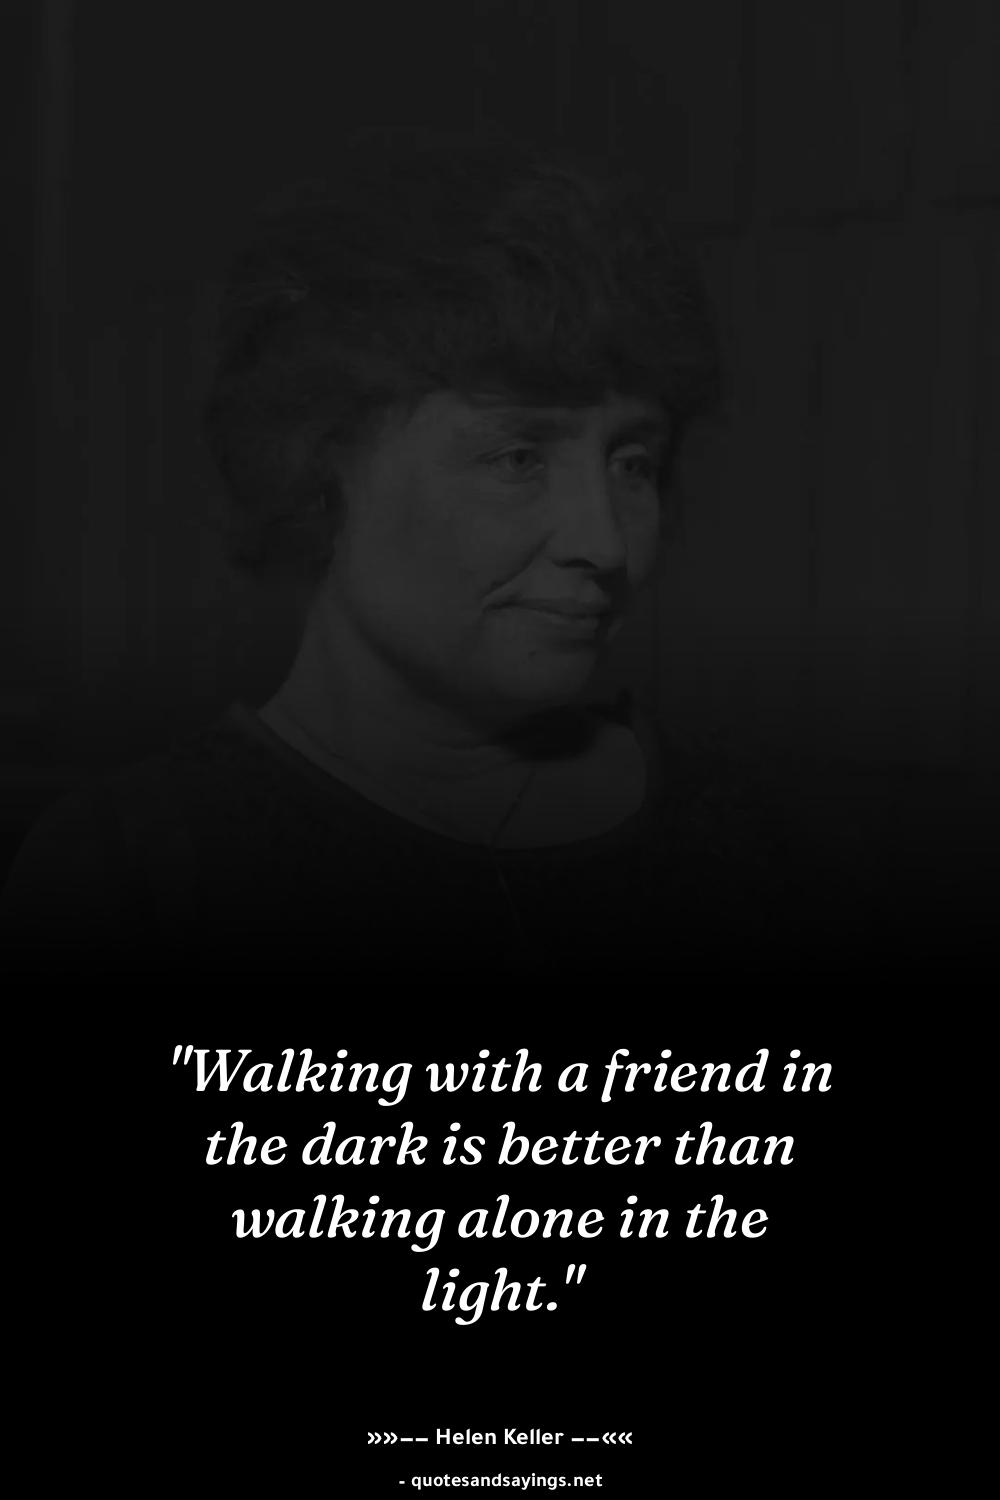 "Walking with a friend in
the dark is better than
walking alone in the
light."
»»−− Helen Keller −−««
- quotesandsayings.net